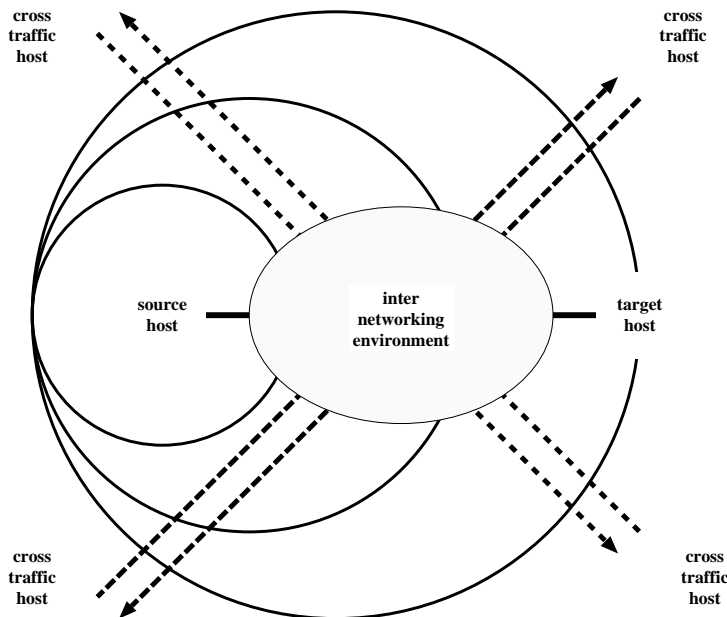 cross
traffic
host
cross
traffic
host
source
host
inter
networking
environment
target
host
cross
traffic
host
cross
traffic
host